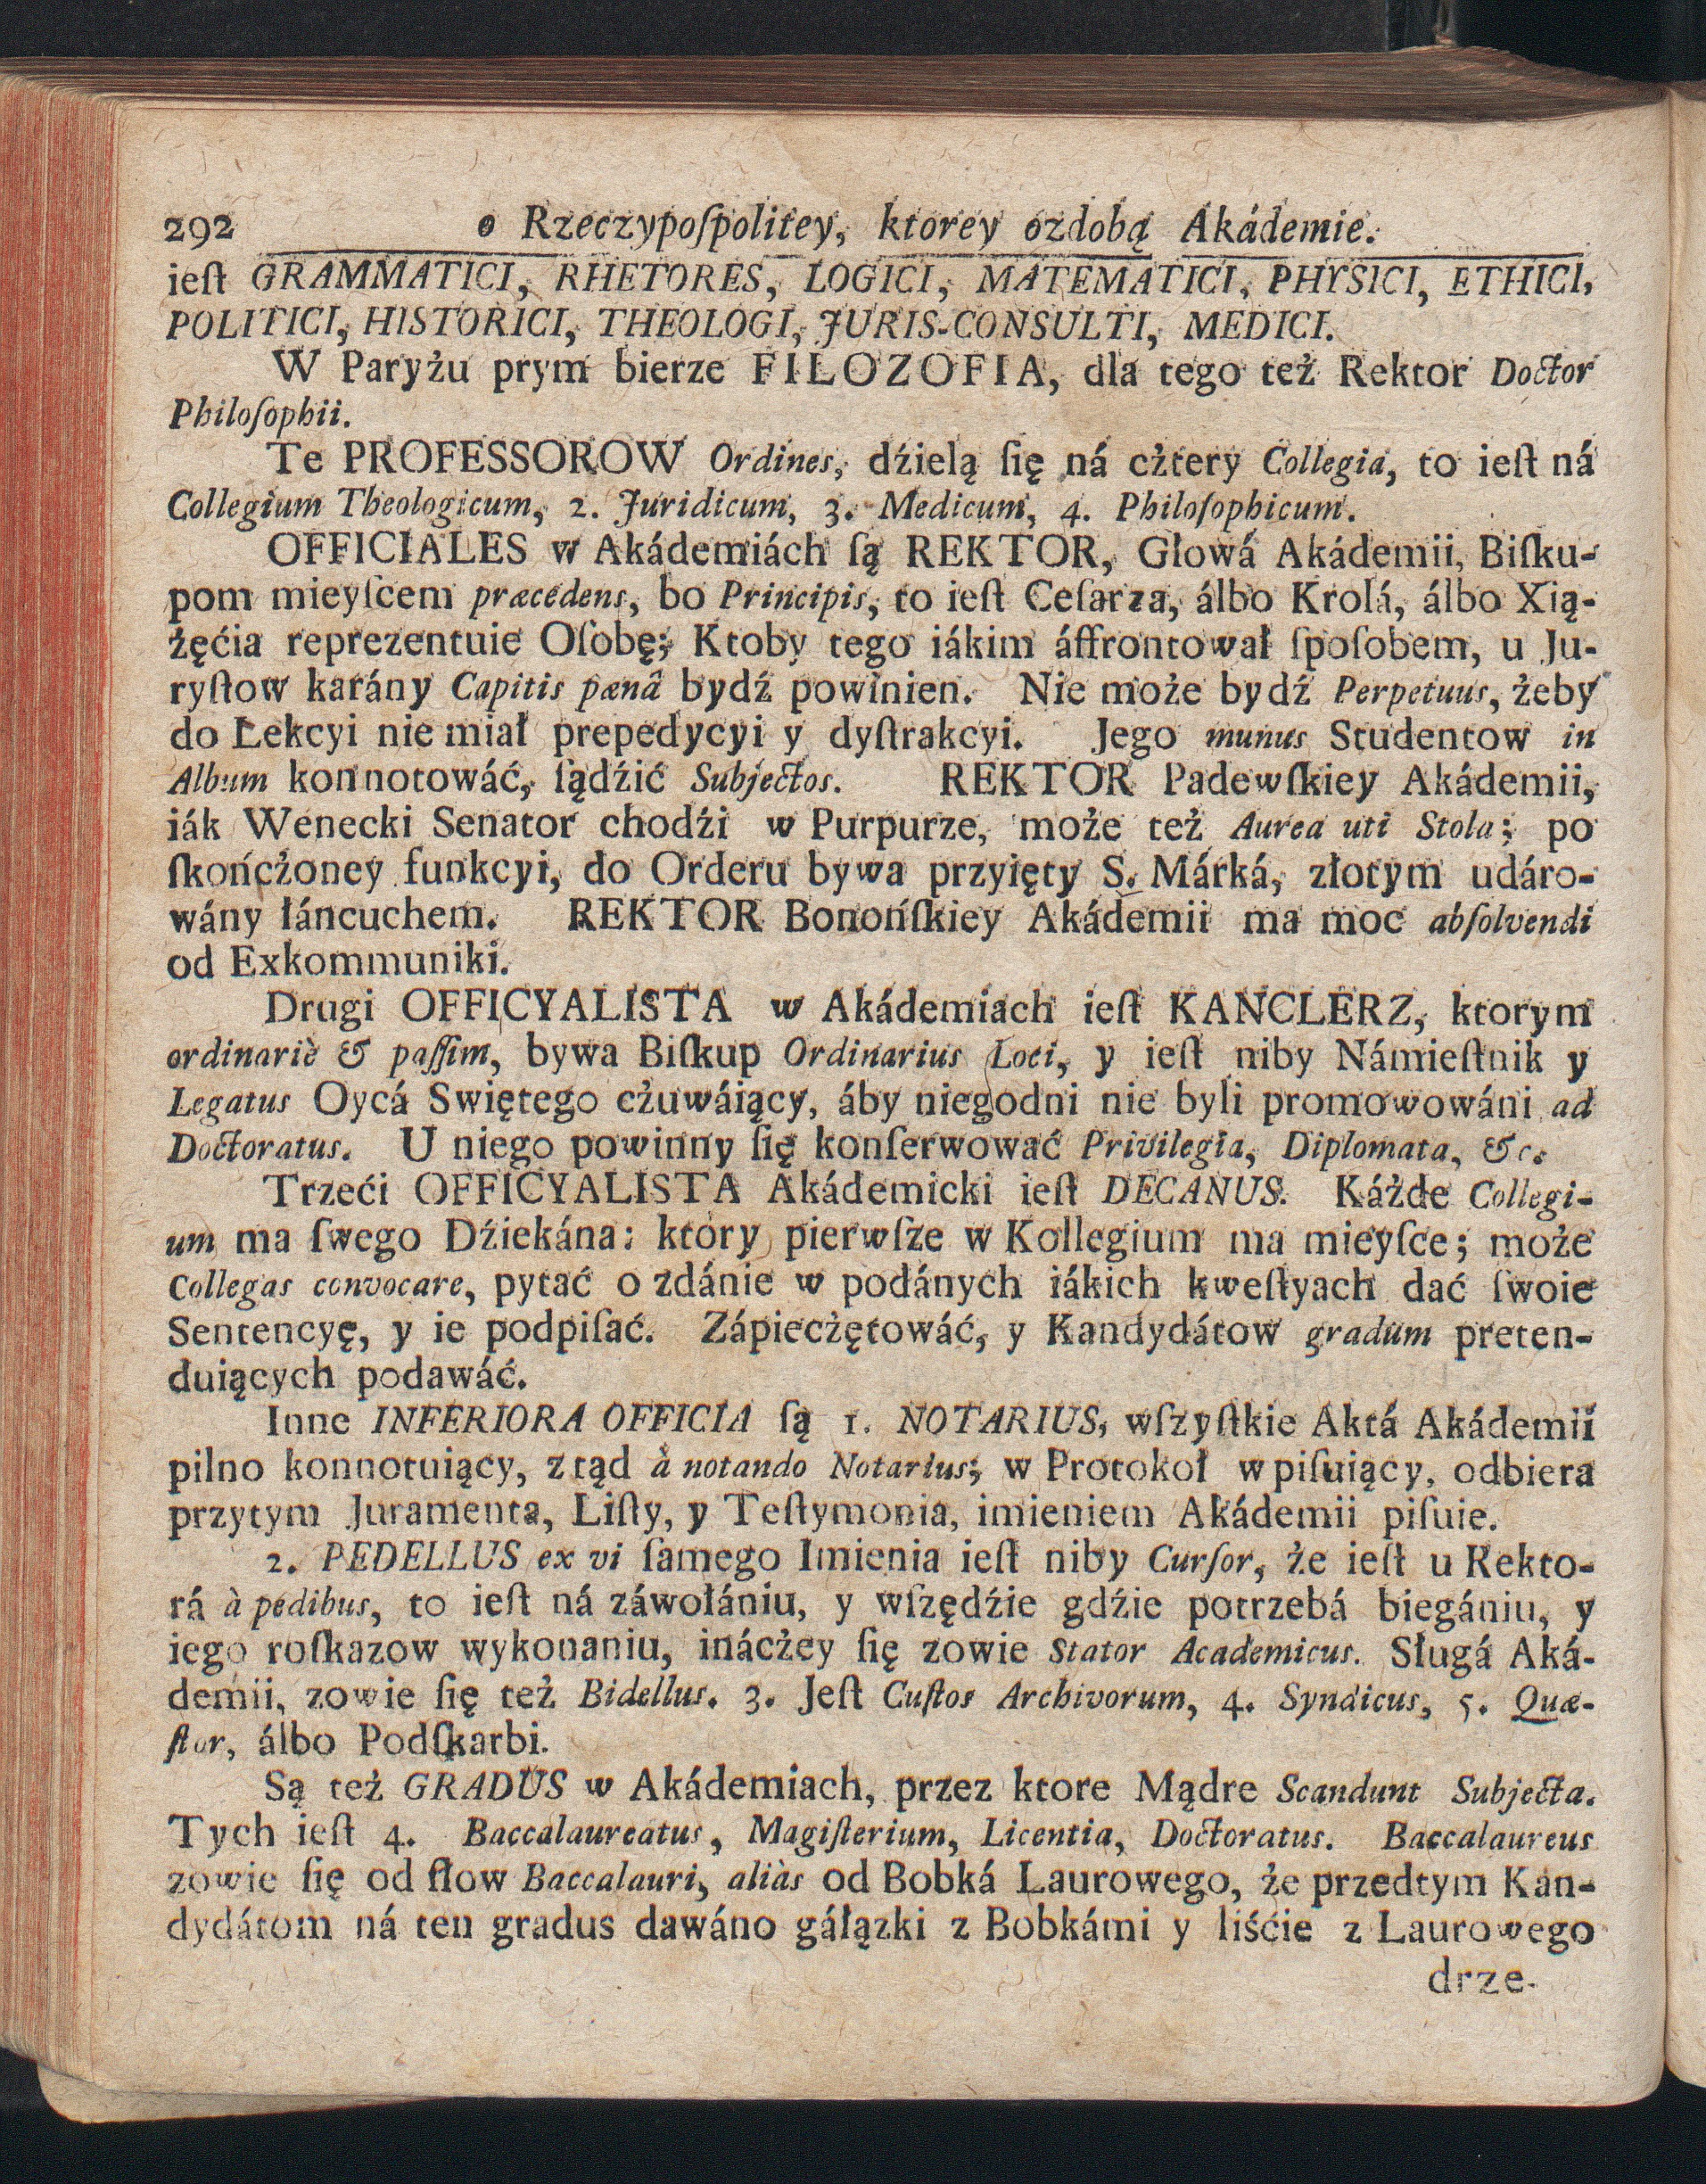 292 o Rzeczypoſpolitey, ktorey ozdobą Akádemie.
ieſt GRAMMATICI, RHETORES, LOGICI, MATEMATICI, PHYSICI, ETHICI,
POLITICI, HISTORICI, THEOLOGI, JURIS-CONSULTI, MEDICI.
W Paryżu prym bierze FILOZOFIA, dla tego też Rektor Doctor
Philoſophii.
Te PROFESSOROW Ordines, dźielą ſię ná cżtery Collegia, to ieſt ná
Collegium Theologicum, 2. Juridicum, 3. Medicum, 4. Philoſophicum.
OFFICIALES w Akádemiách ſą REKTOR, Głowá Akádemii, Biſku-
pom mieyſcem præcedens, bo Principis, to ieſt Ceſarza, álbo Krolá, álbo Xią-
żęćia reprezentuie Oſobę; Ktoby tego iákim áffrontował ſpoſobem, u Ju-
ryſtow karány Capitis pænâ bydź powinien. Nie może bydź Perpetuus, żeby
do Lekcyi nie miał prepedycyi y dyſtrakcyi. Jego munus Studentow in
Album konnotowáć, ſądźić Subjectos. REKTOR Padewſkiey Akádemii,
iák Wenecki Senator chodźi w Purpurze, może też Aurea uti Stola; po
ſkończżoney funkcyi, do Orderu bywa przyięty S. Márká, złotym udáro-
wány łáncuchem. REKTOR Bonońſkiey Akádemii ma moc abſolvendi
od Exkommuniki.
Drugi OFFICYALISTA w Akádemiách ieſt KANCLERZ, ktorym
ordinariè & paſſim, bywa Biſkup Ordinarius Loci, y ieſt niby Námieſtnik y
Legatus Oycá Swiętego cżuwáiący, áby niegodni nie byli promowowáni ad
Doctoratus. U niego powinny ſię konſerwować Privilegia, Diplomata, &c.
Trzeći OFFICYALISTA Akádemicki ieſt DECANUS. Káżde Collegi-
um ma ſwego Dźiekána: ktory pierwſze w Kollegium ma mieyſce; może
Collegas convocare, pytać o zdánie w podánych iákich kweſtyach dać ſwoie
Sentencyę, y ie podpiſać. Zápiecżętowáć, y Kandydátow gradum preten-
duiących podawáć.
Inne INFERIORA OFFICIA ſą 1. NOTARIUS, wſzyſtkie Aktá Akádemii
pilno konnotuiący, ztąd à notando Notarius; w Protokoł wpiſuiący, odbiera
przytym Juramenta, Liſty, y Teſtymonia, imieniem Akádemii piſuie.
2. PEDELLUS ex vi ſamego Imienia ieſt niby Curſor, że ieſt u Rekto-
rá à pedibus, to ieſt ná záwołániu, y wſzędźie gdźie potrzebá biegániu, y
iego roſkazow wykonaniu, inácżey ſię zowie Stator Academicus. Sługá Aká-
demii, zowie ſię też Bidellus. 3. Jeſt Cuſtos Archivorum, 4. Syndicus, 5. Quæ-
ſtor, álbo Podſkarbi.
Są też GRADUS w Akádemiach, przez ktore Mądre Scandunt Subjecta.
Tych ieſt 4. Baccalaureatus, Magiſterium, Licentia, Doctoratus. Baccalaureus
zowie ſię od ſłow Baccalauri, aliàs od Bobká Laurowego, że przedtym Kan-
dydátom ná ten gradus dawáno gáłązki z Bobkámi y liśćie z Laurowego
drze-